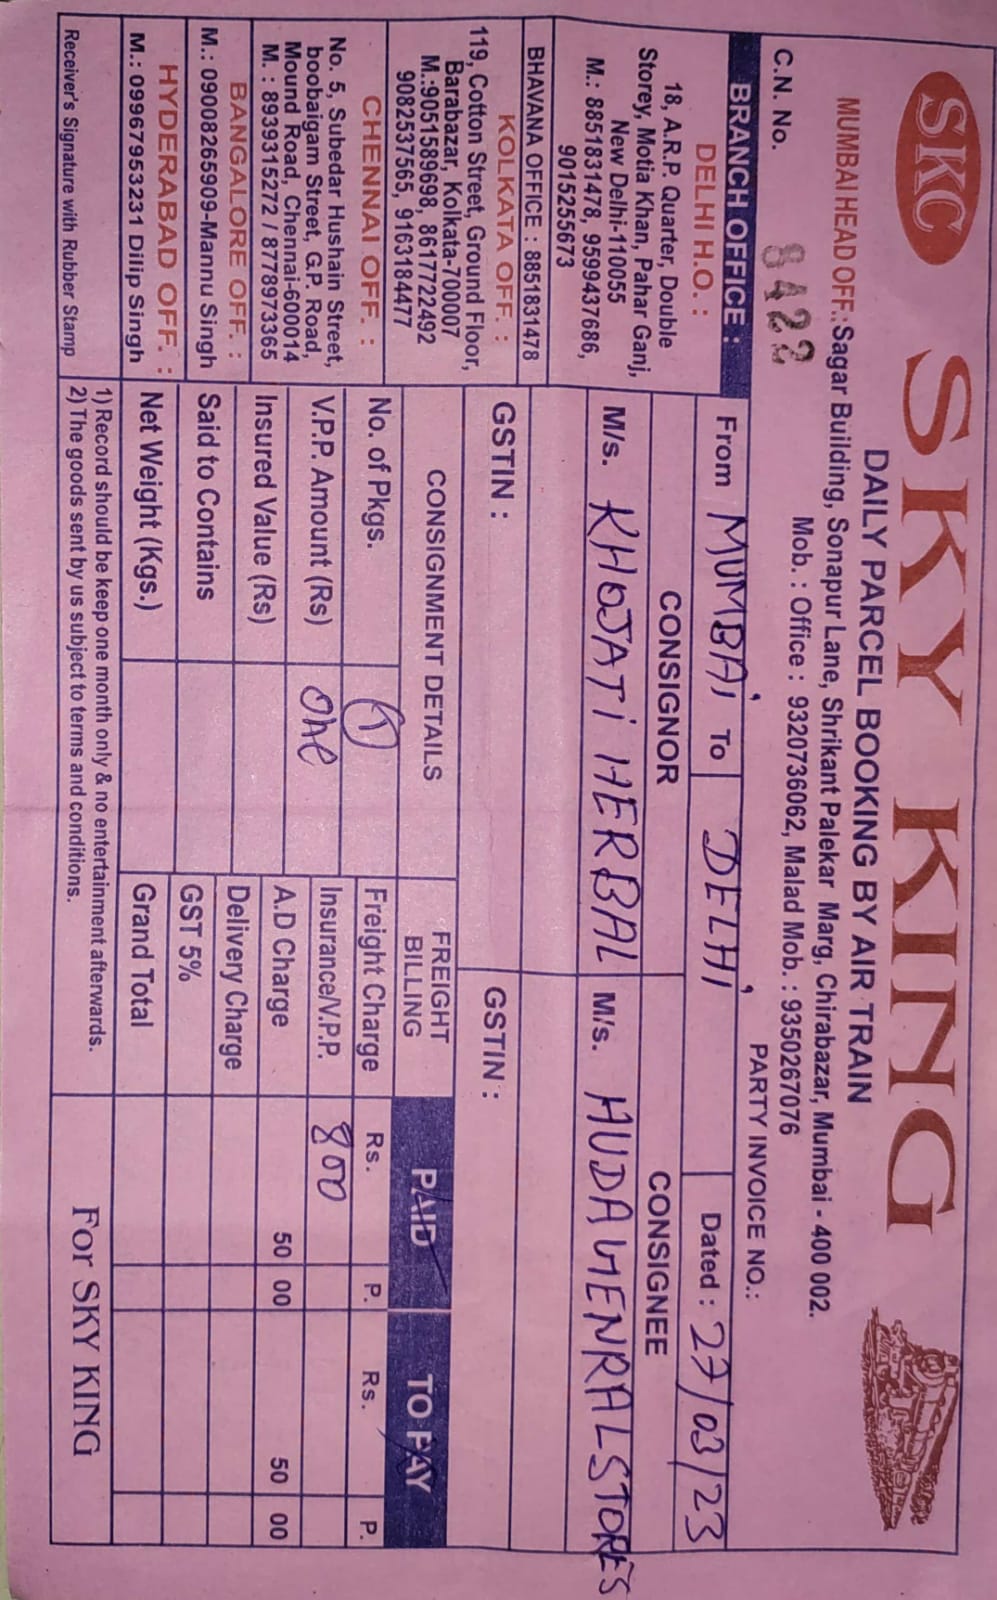 SKC SKY KING
DAILY PARCEL BOOKING BY AIR TRAIN
MUMBAI HEAD OFF.: Sagar Building, Sonapur Lane, Shrikant Palekar Marg, Chirabazar, Mumbai - 400 002.
Mob. : Office : 9320736062, Malad Mob. : 9350267076
C.N. No. 8422
PARTY INVOICE NO.:
BRANCH OFFICE :
DELHI H.O. :
18, A.R.P. Quarter, Double
Storey, Motia Khan, Pahar Ganj,
New Delhi-110055
M.: 8851831478, 9599437686,
9015255673
BHAVANA OFFICE : 8851831478
KOLKATA OFF. :
119, Cotton Street, Ground Floor,
Barabazar, Kolkata-700007
M.:9051589698, 8617722492
9082537565, 9163184477
CHENNAI OFF. :
No. 5, Subedar Hushain Street,
boobaigam Street, G.P. Road,
Mound Road, Chennai-600014
M. : 8939315272 / 8778973365
BANGALORE OFF. :
M.: 09008265909-Mannu Singh
HYDERABAD OFF. :
M.: 09967953231 Dilip Singh
Receiver's Signature with Rubber Stamp
From MUMBAI To DELHI Dated : 27/03/23
CONSIGNOR CONSIGNEE
M/s. KHOJATI HERBAL M/s. HUDA GENRAL STORES
GSTIN : GSTIN :
CONSIGNMENT DETAILS FREIGHT BILLING PAID TO PAY
No. of Pkgs. 1 Freight Charge Rs. P. Rs. P.
V.P.P. Amount (Rs) one Insurance/V.P.P. 800
Insured Value (Rs) A.D Charge 50 00 50 00
Said to Contains Delivery Charge
GST 5%
Net Weight (Kgs.) Grand Total
1) Record should be keep one month only & no entertainment afterwards.
2) The goods sent by us subject to terms and conditions.
For SKY KING